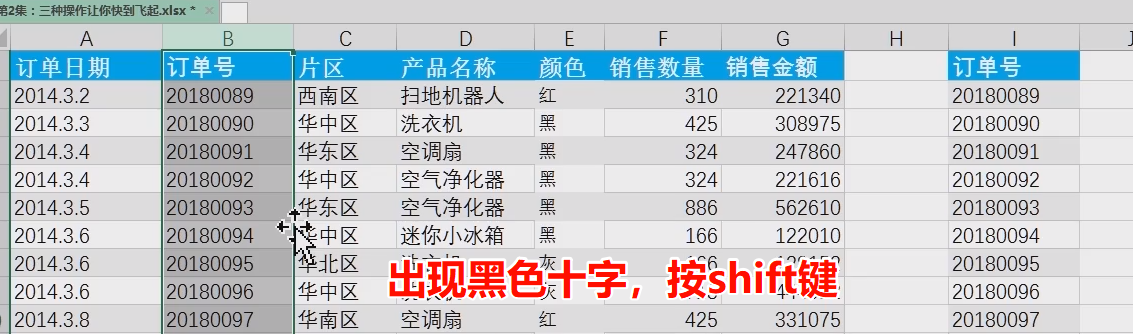 第2集：三种操作让你快到飞起.xlsx *
A B C D E F G H I
订单日期 订单号 片区 产品名称 颜色 销售数量 销售金额 订单号
2014.3.2 20180089 西南区 扫地机器人 红 310 221340 20180089
2014.3.3 20180090 华中区 洗衣机 黑 425 308975 20180090
2014.3.4 20180091 华东区 空调扇 黑 324 247860 20180091
2014.3.4 20180092 华中区 空气净化器 黑 324 221616 20180092
2014.3.5 20180093 华东区 空气净化器 黑 886 562610 20180093
2014.3.6 20180094 华中区 迷你小冰箱 黑 166 122010 20180094
2014.3.6 20180095 华北区 灰 20180095
2014.3.6 20180096 华中区 20180096
出现黑色十字，按shift键
2014.3.8 20180097 华南区 空调扇 红 425 331075 20180097